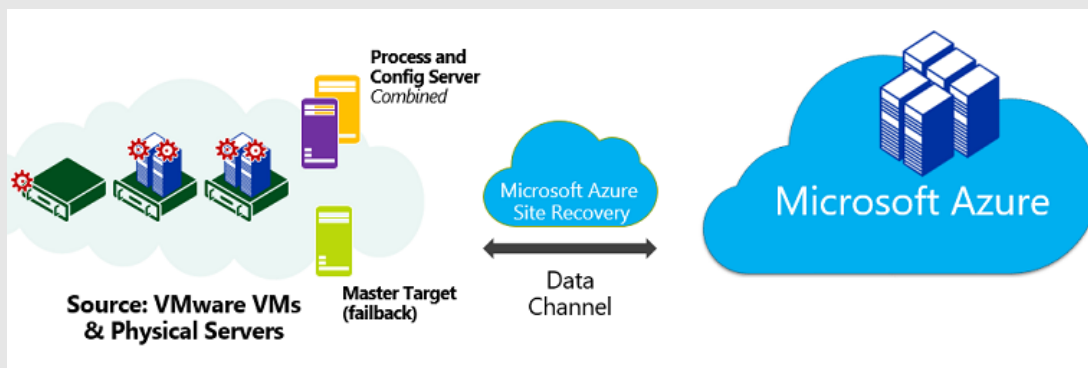 Process and
Config Server
Combined
Source: VMware VMs
& Physical Servers
Master Target
(failback)
Microsoft Azure
Site Recovery
Data
Channel
Microsoft Azure